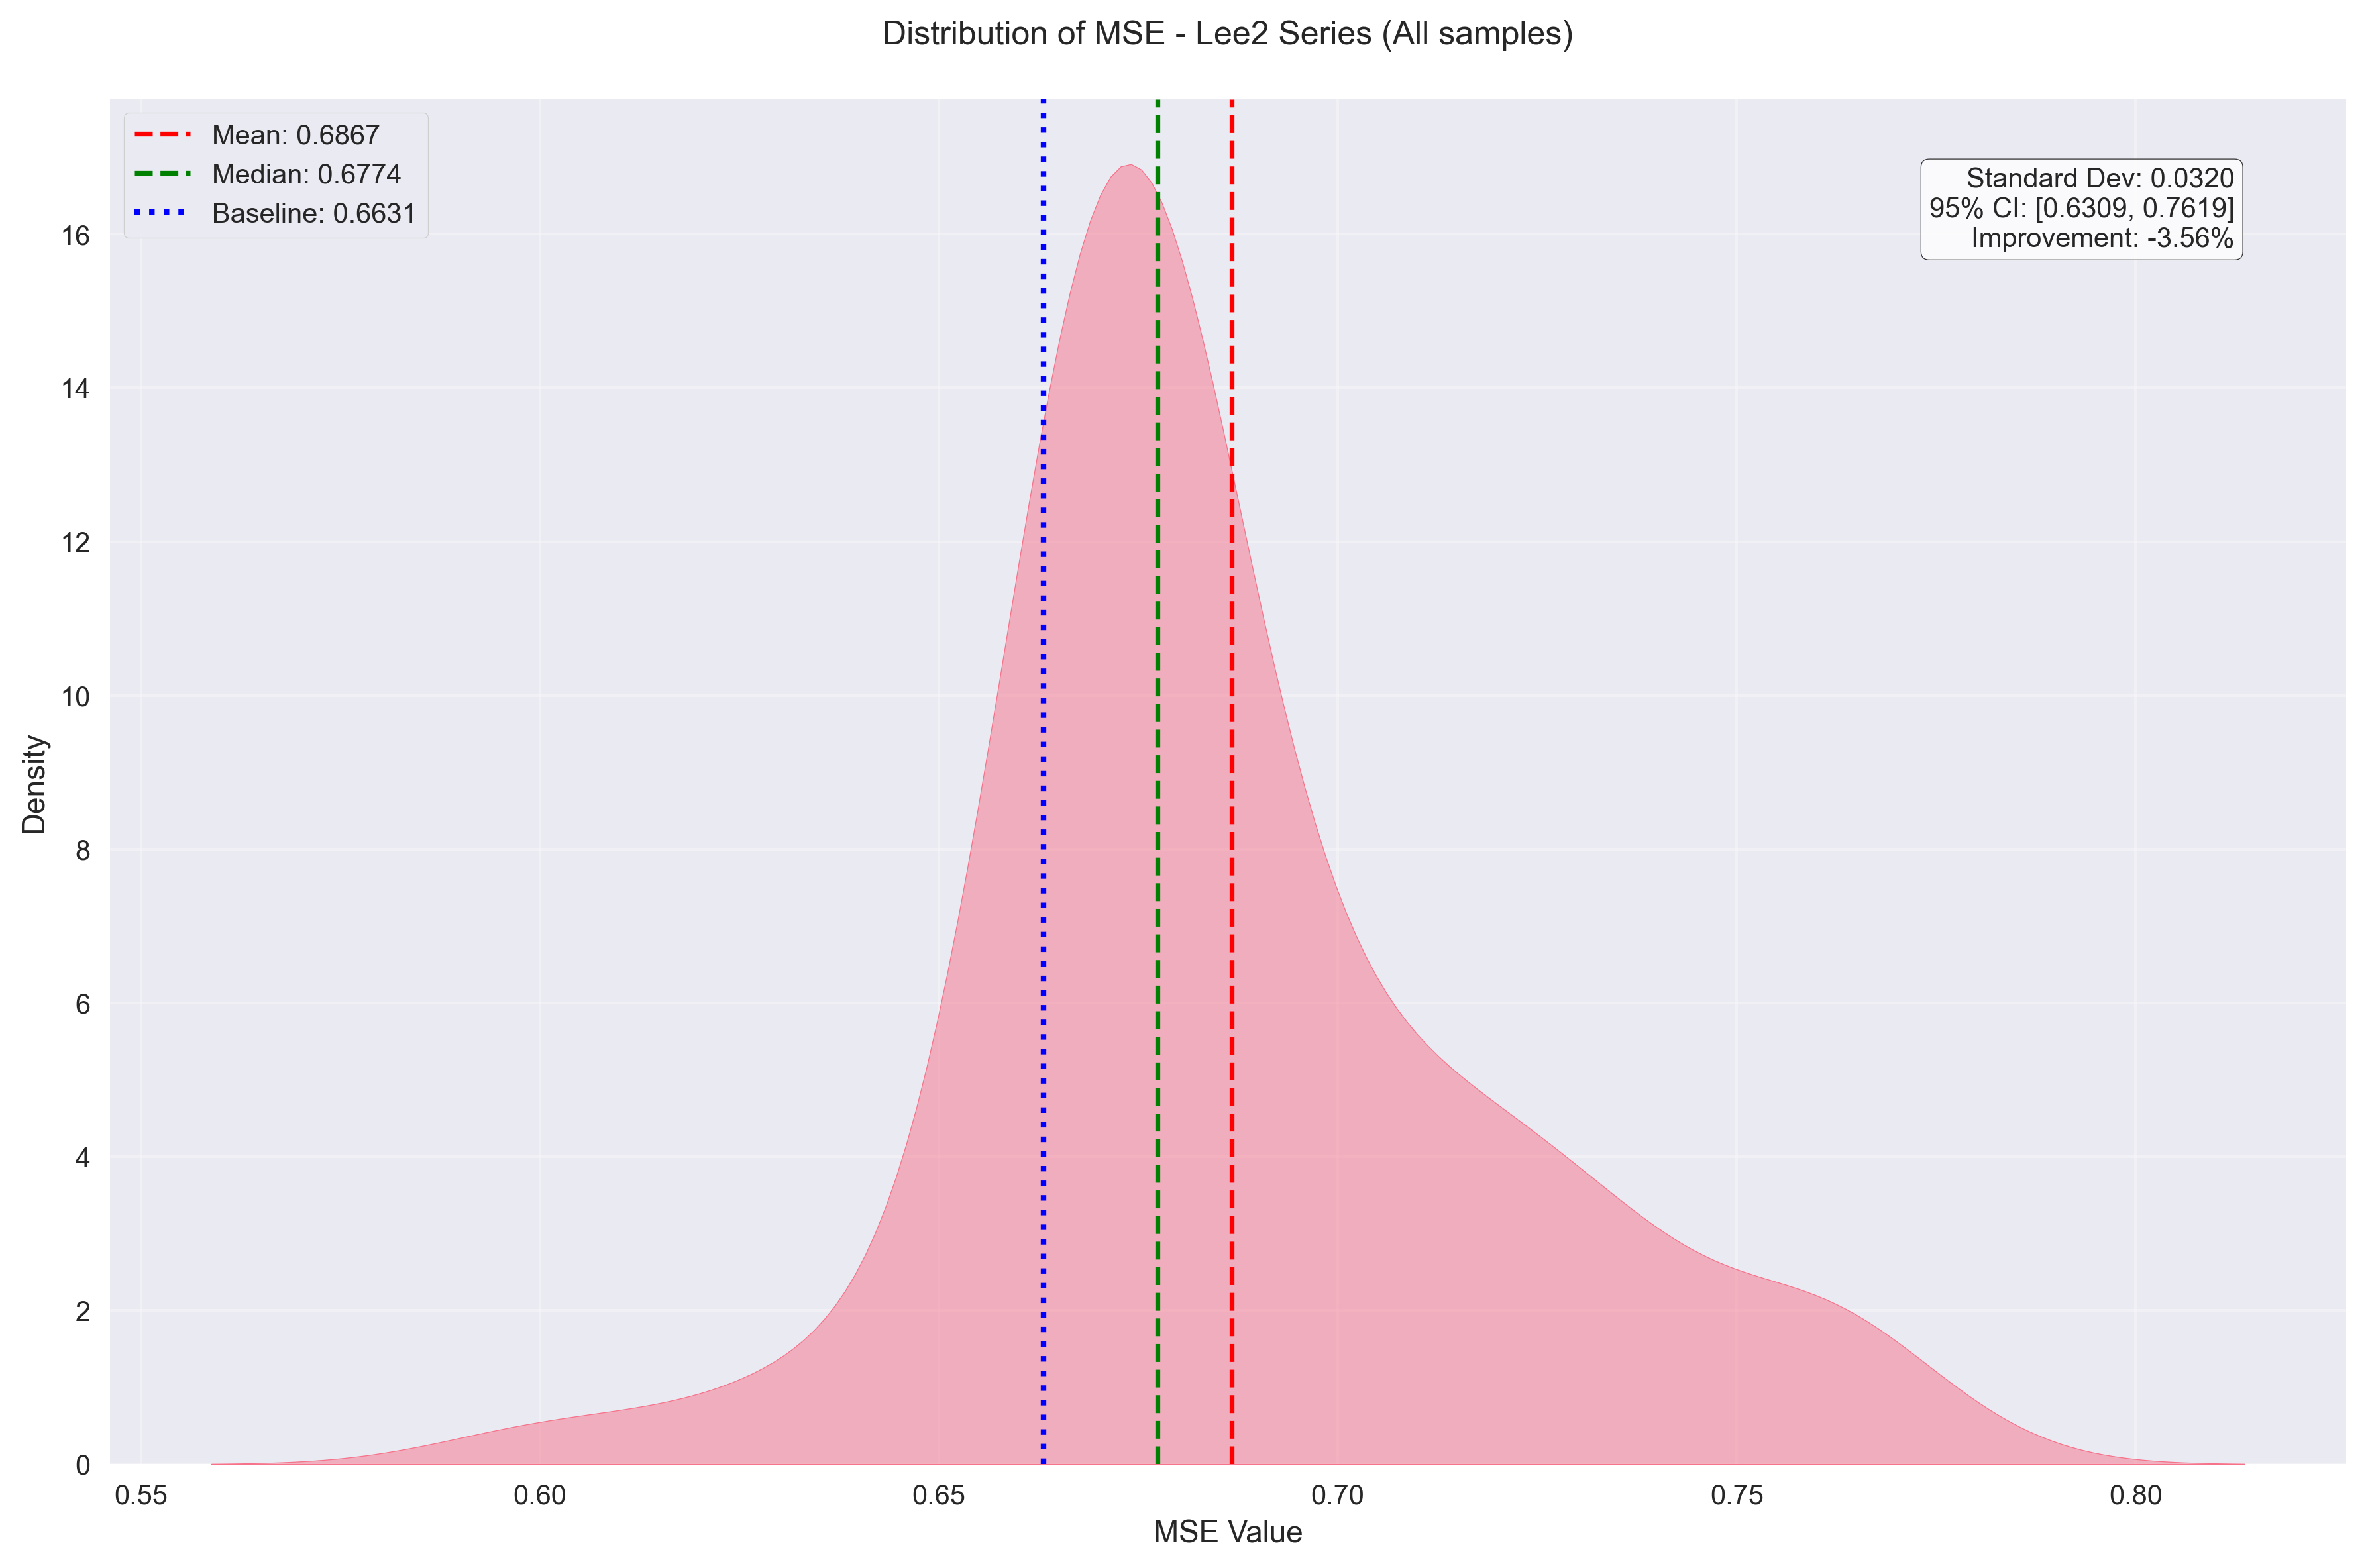 Distribution of MSE - Lee2 Series (All samples)
Mean: 0.6867
Median: 0.6774
Baseline: 0.6631
Standard Dev: 0.0320
95% CI: [0.6309, 0.7619]
Improvement: -3.56%
Density
16
14
12
10
8
6
4
2
0
0.55
0.60
0.65
0.70
0.75
0.80
MSE Value